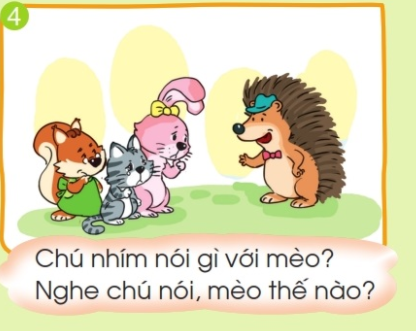 4
Chú nhím nói gì với mèo?
Nghe chú nói, mèo thế nào?